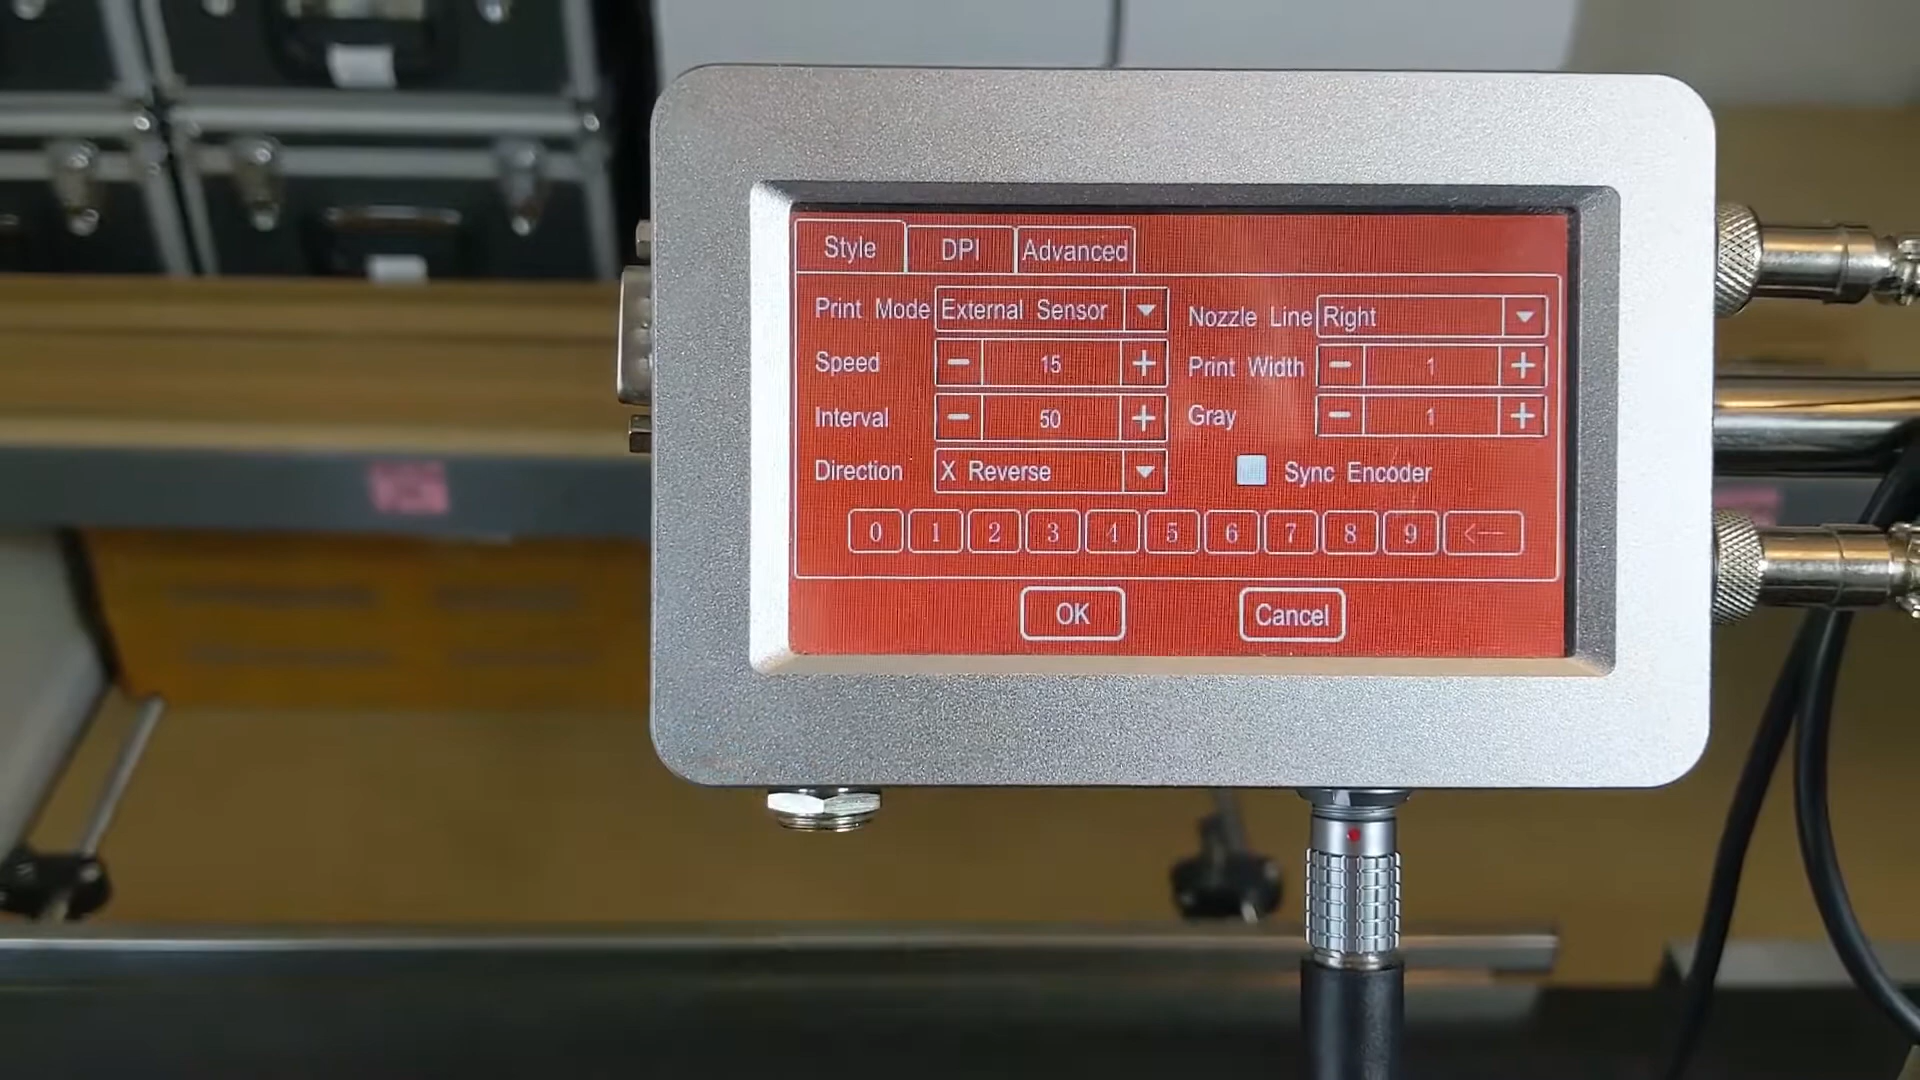 Style DPI Advanced
Print Mode External Sensor Nozzle Line Right
Speed - 15 + Print Width - 1 +
Interval - 50 + Gray - 1 +
Direction X Reverse Sync Encoder
0 1 2 3 4 5 6 7 8 9 <--
OK Cancel